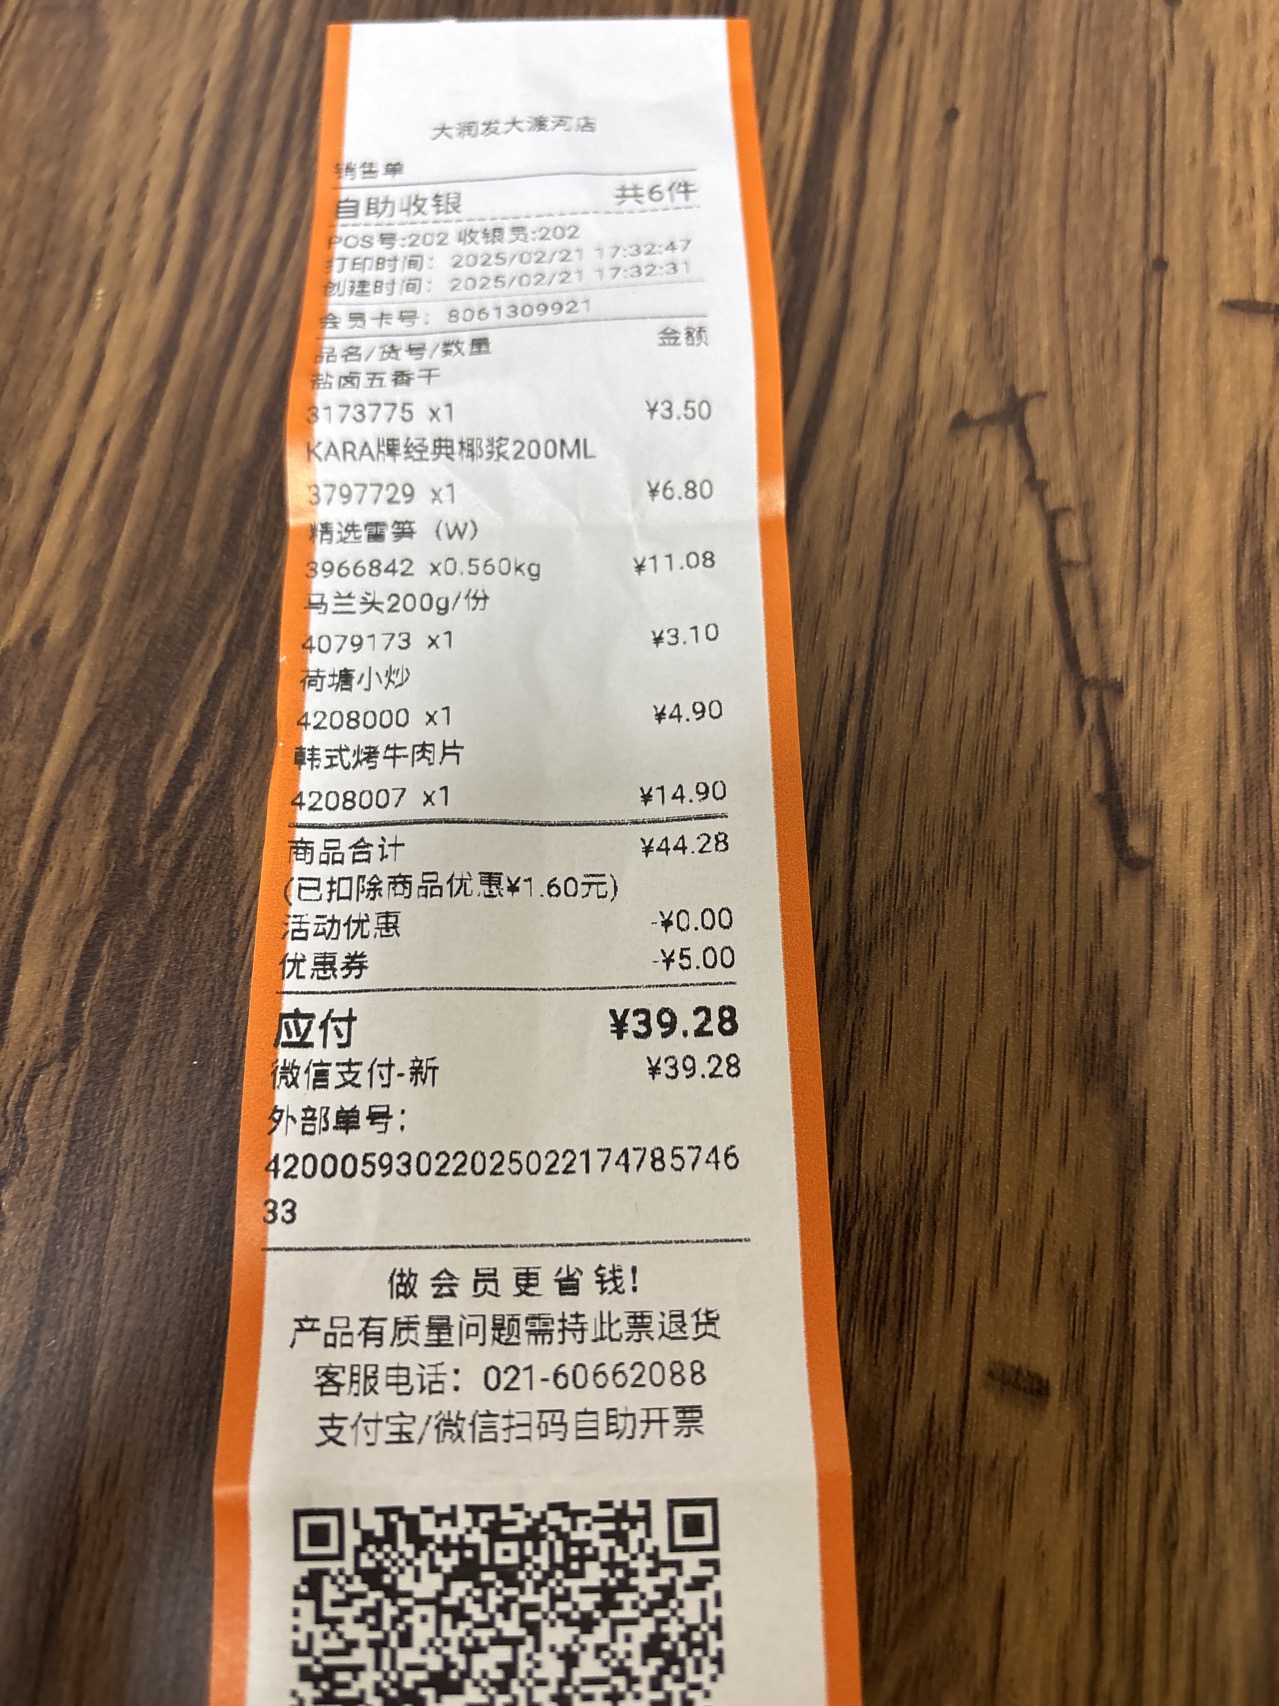 大润发大渡河店
销售单
自助收银 共6件
POS号:202 收银员:202
打印时间: 2025/02/21 17:32:47
创建时间: 2025/02/21 17:32:31
会员卡号: 8061309921
品名/货号/数量 金额
盐卤五香干
3173775 x1 ¥3.50
KARA牌经典椰浆200ML
3797729 x1 ¥6.80
精选雷笋（W）
3966842 x0.560kg ¥11.08
马兰头200g/份
4079173 x1 ¥3.10
荷塘小炒
4208000 x1 ¥4.90
韩式烤牛肉片
4208007 x1 ¥14.90
商品合计 ¥44.28
(已扣除商品优惠¥1.60元)
活动优惠 -¥0.00
优惠券 -¥5.00
应付 ¥39.28
微信支付-新 ¥39.28
外部单号:
42000593022025022174785746
33
做会员更省钱!
产品有质量问题需持此票退货
客服电话：021-60662088
支付宝/微信扫码自助开票